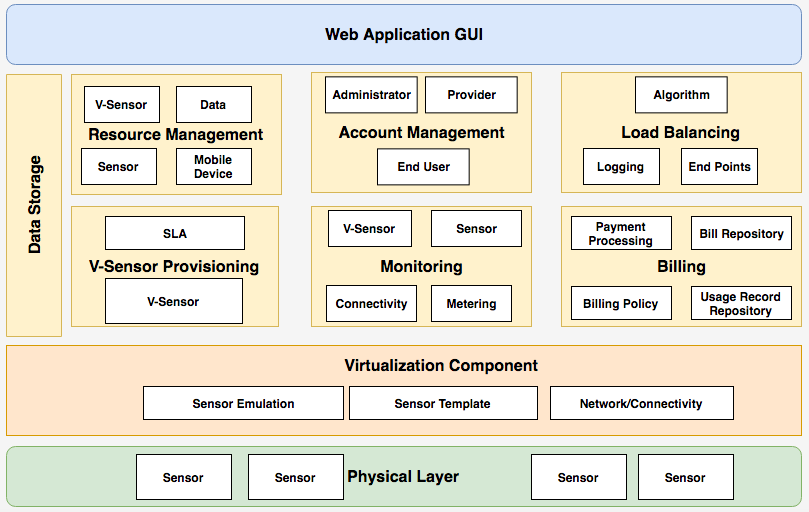 Web Application GUI
Data Storage
V-Sensor
Data
Resource Management
Sensor
Mobile
Device
Administrator
Provider
Account Management
End User
Algorithm
Load Balancing
Logging
End Points
SLA
V-Sensor Provisioning
V-Sensor
V-Sensor
Sensor
Monitoring
Connectivity
Metering
Payment
Processing
Bill Repository
Billing
Billing Policy
Usage Record
Repository
Virtualization Component
Sensor Emulation
Sensor Template
Network/Connectivity
Sensor
Sensor
Physical Layer
Sensor
Sensor